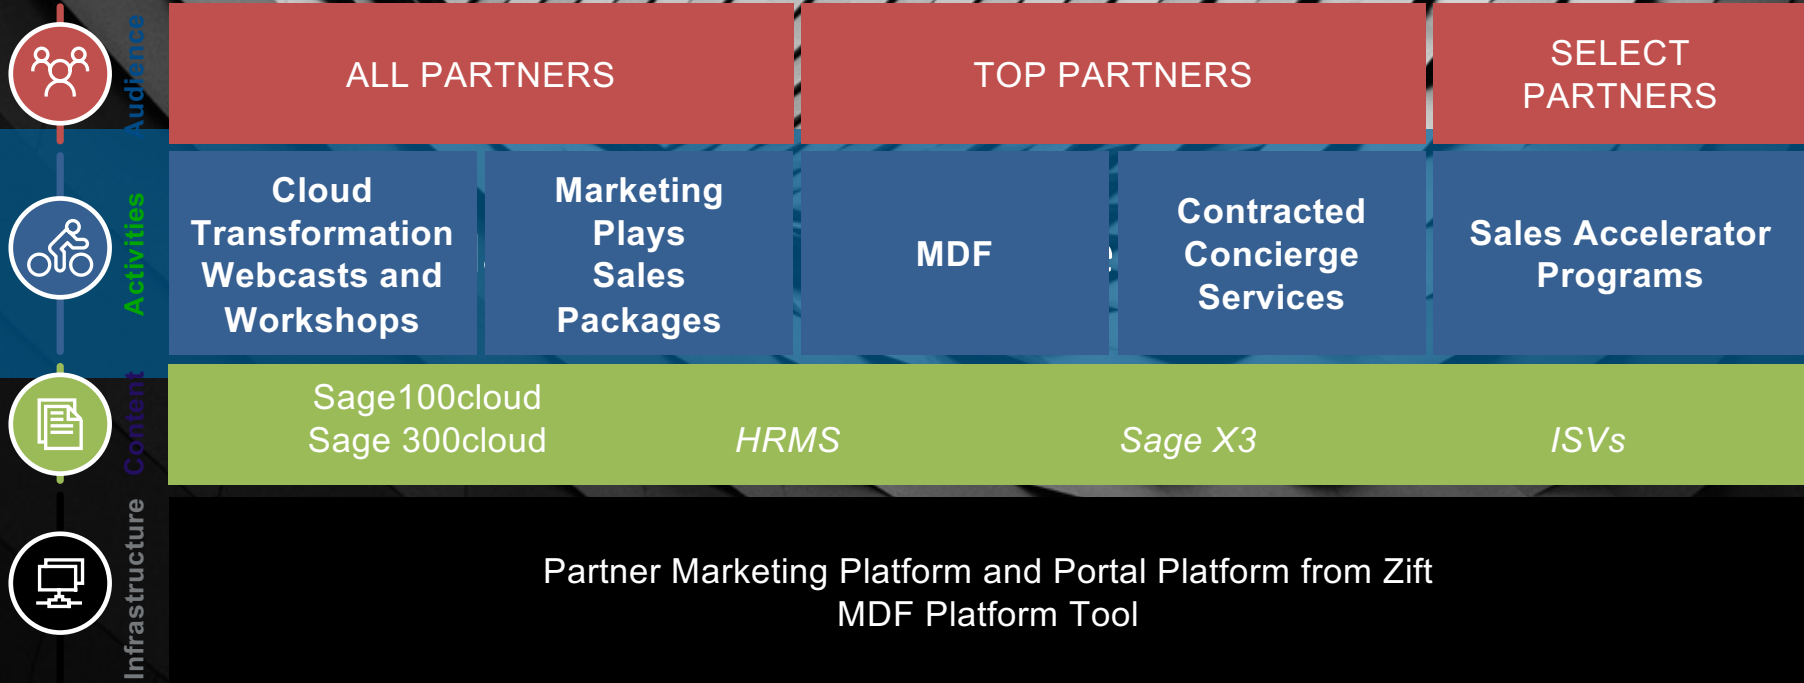 Audience
ALL PARTNERS
TOP PARTNERS
SELECT
PARTNERS
Activities
Cloud
Transformation
Webcasts and
Workshops
Marketing
Plays
Sales
Packages
MDF
Contracted
Concierge
Services
Sales Accelerator
Programs
Content
Sage100cloud
Sage 300cloud
HRMS
Sage X3
ISVs
Infrastructure
Partner Marketing Platform and Portal Platform from Zift
MDF Platform Tool